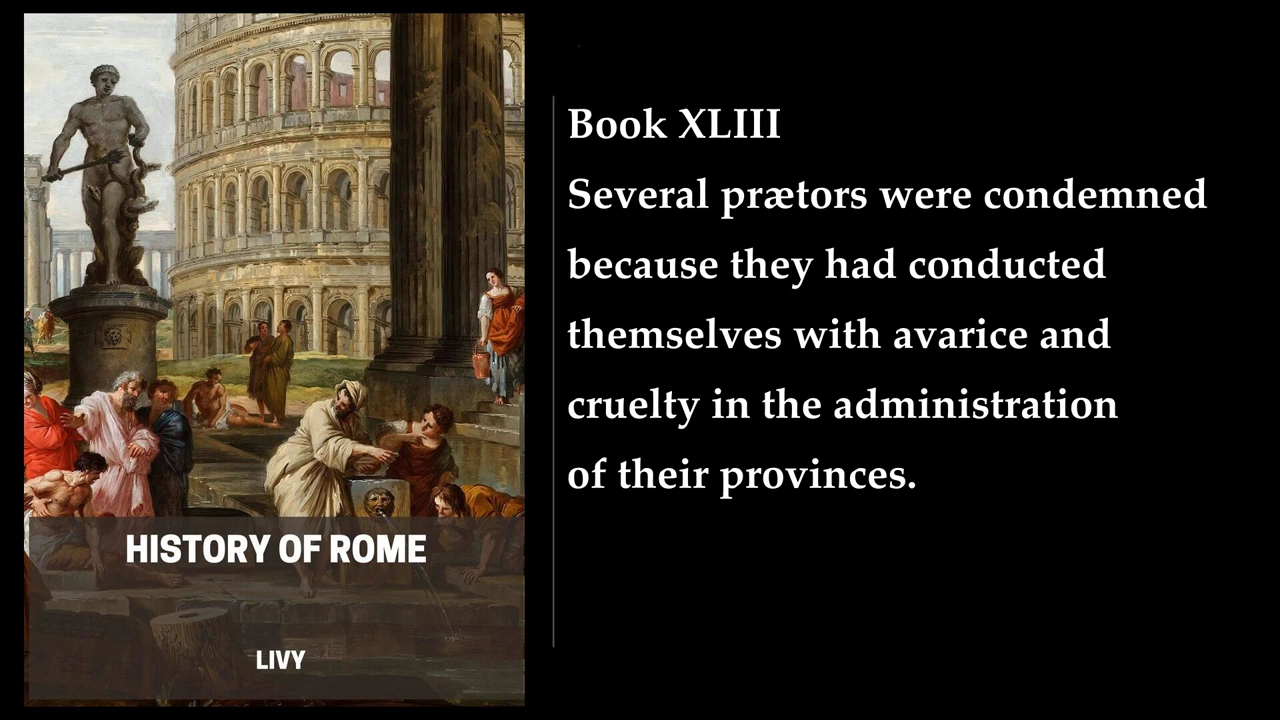 Book XLIII
Several prætors were condemned
because they had conducted
themselves with avarice and
cruelty in the administration
of their provinces.
HISTORY OF ROME
LIVY